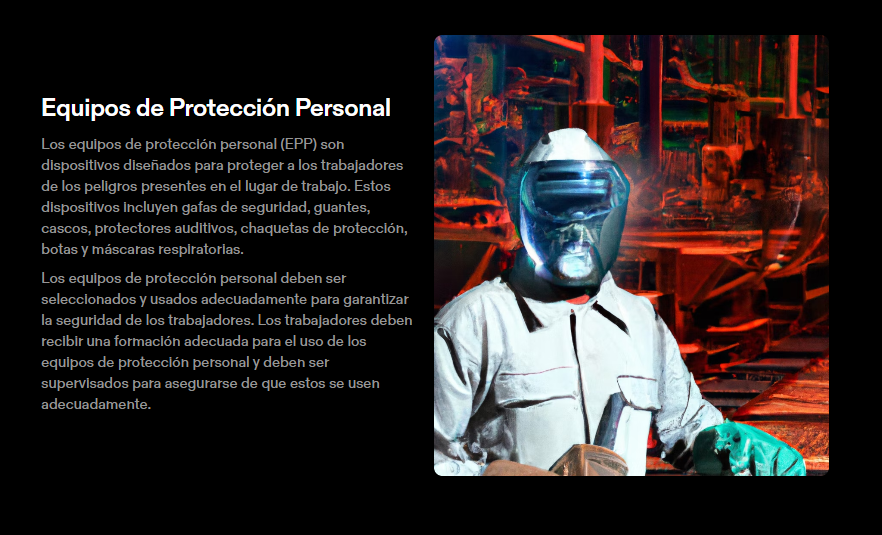 Equipos de Protección Personal
Los equipos de protección personal (EPP) son
dispositivos diseñados para proteger a los trabajadores
de los peligros presentes en el lugar de trabajo. Estos
dispositivos incluyen gafas de seguridad, guantes,
cascos, protectores auditivos, chaquetas de protección,
botas y máscaras respiratorias.
Los equipos de protección personal deben ser
seleccionados y usados adecuadamente para garantizar
la seguridad de los trabajadores. Los trabajadores deben
recibir una formación adecuada para el uso de los
equipos de protección personal y deben ser
supervisados para asegurarse de que estos se usen
adecuadamente.